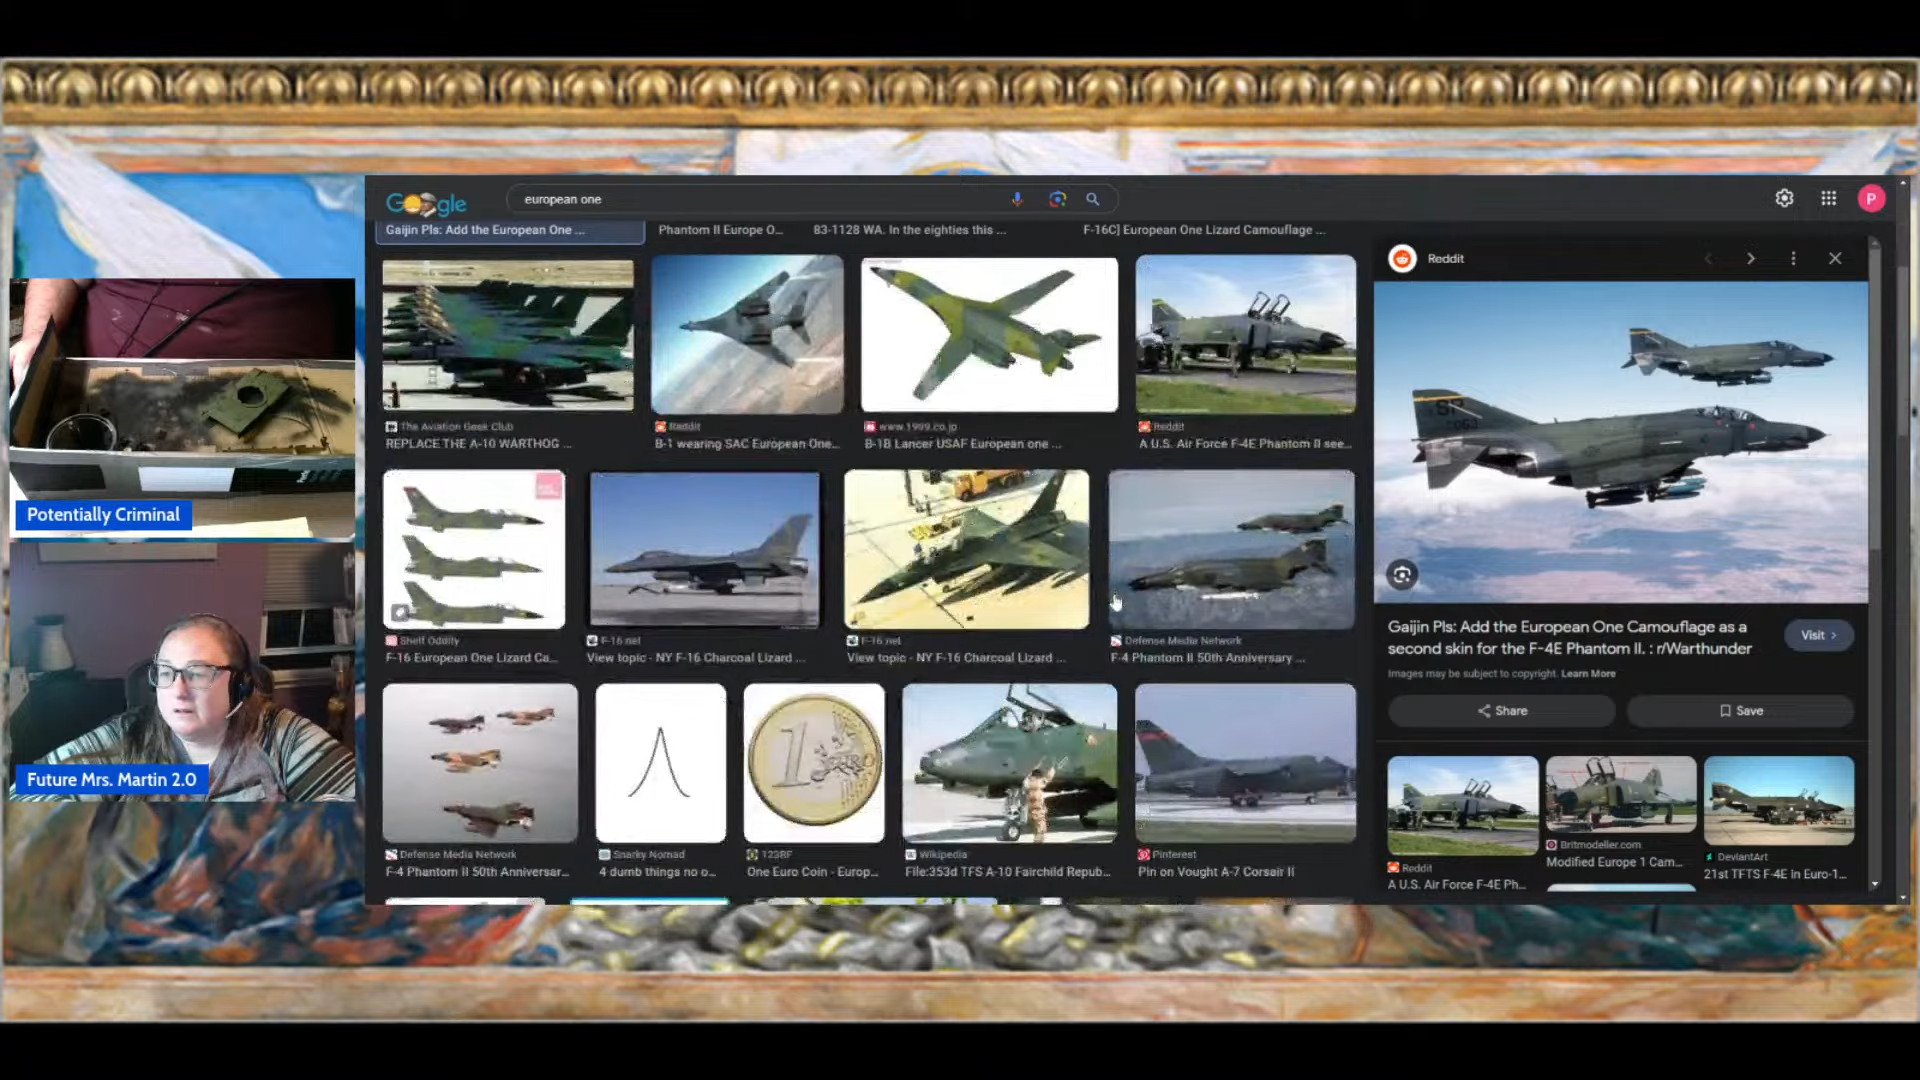 Google
european one
P
Gaijin Pls: Add the European One ...
Phantom II Europe O...
83-1128 WA. In the eighties this ...
F-16C] European One Lizard Camouflage ...
Reddit
The Aviation Geek Club
REPLACE THE A-10 WARTHOG ...
Reddit
B-1 wearing SAC European One...
www.1999.co.jp
B-1B Lancer USAF European one ...
Reddit
A U.S. Air Force F-4E Phantom II see...
SP
Potentially Criminal
Shelf Oddity
F-16 European One Lizard Ca...
F-16.net
View topic - NY F-16 Charcoal Lizard ...
F-16.net
View topic - NY F-16 Charcoal Lizard ...
Defense Media Network
F-4 Phantom II 50th Anniversary ...
Gaijin Pls: Add the European One Camouflage as a
second skin for the F-4E Phantom II. : r/Warthunder
Visit
Images may be subject to copyright. Learn More
Share
Save
Future Mrs. Martin 2.0
1 EURO
Defense Media Network
F-4 Phantom II 50th Anniversar...
Snarky Nomad
4 dumb things no o...
123RF
One Euro Coin - Europ...
Wikipedia
File:353d TFS A-10 Fairchild Repub...
Pinterest
Pin on Vought A-7 Corsair II
Reddit
A U.S. Air Force F-4E Ph...
Britmodeller.com
Modified Europe 1 Cam...
DeviantArt
21st TFTS F-4E in Euro-1...